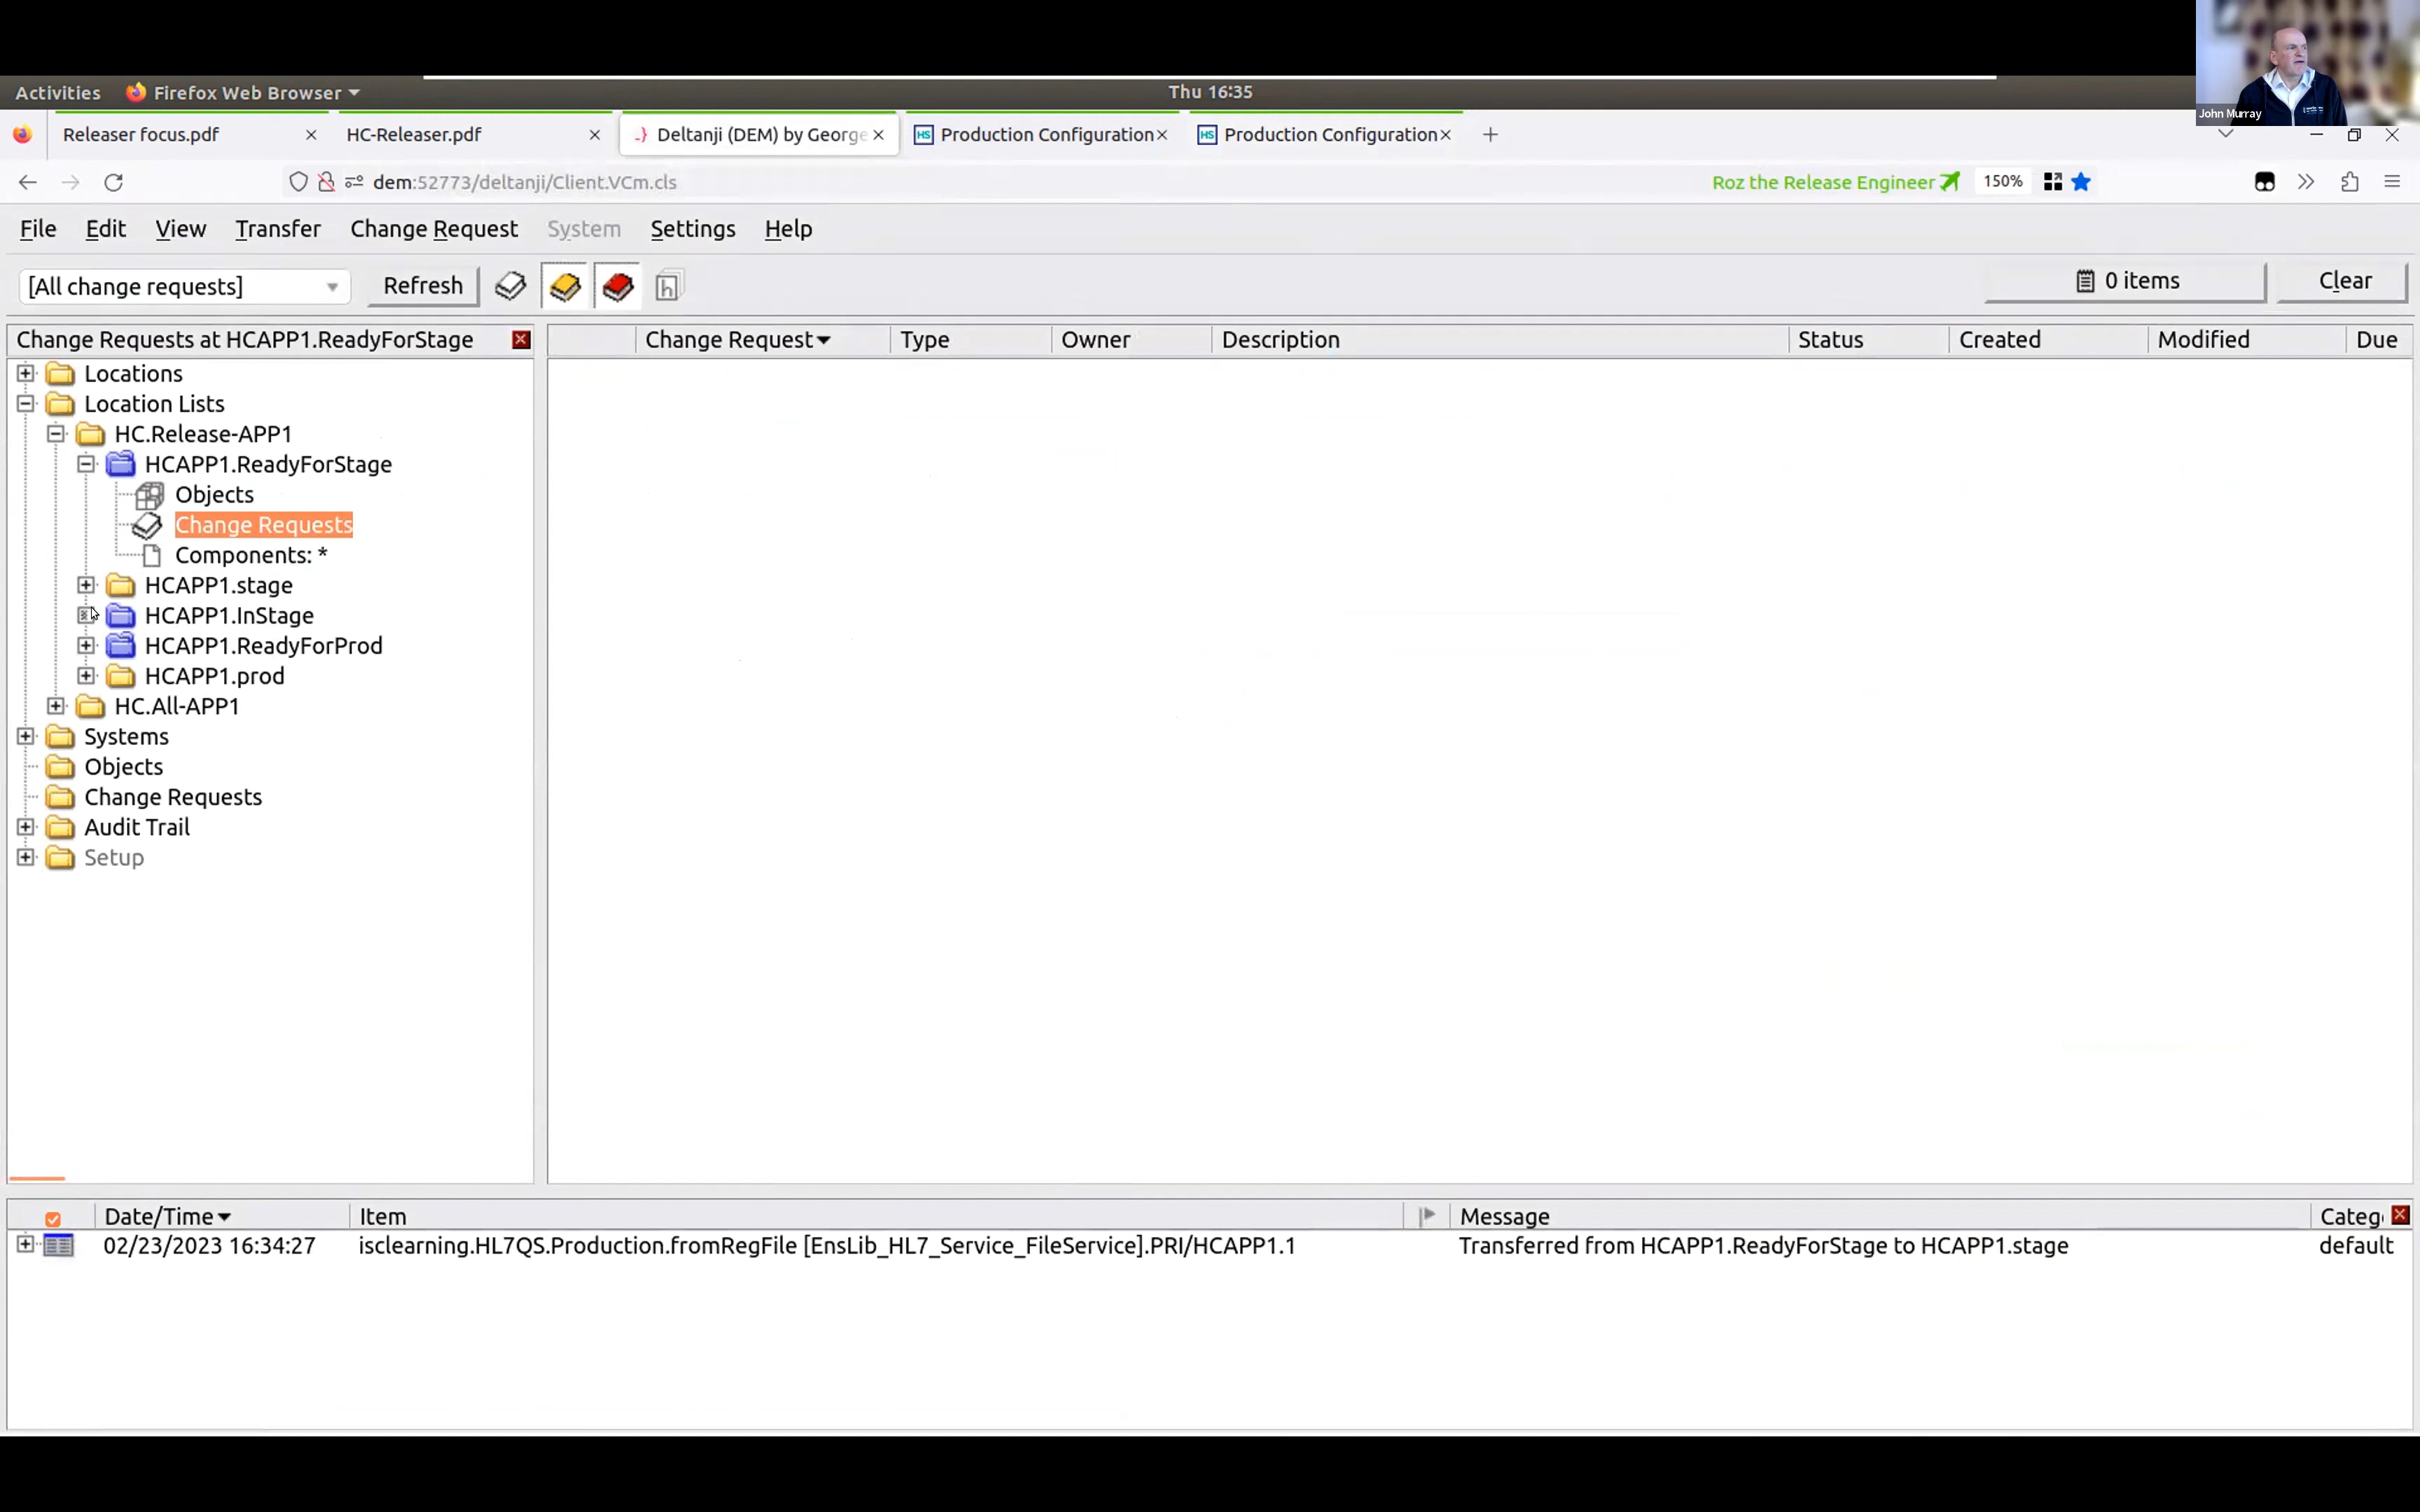 Activities Firefox Web Browser Thu 16:35
John Murray
Releaser focus.pdf HC-Releaser.pdf Deltanji (DEM) by George Production Configuration Production Configuration
dem:52773/deltanji/Client.VCm.cls Roz the Release Engineer 150%
File Edit View Transfer Change Request System Settings Help
[All change requests] Refresh 0 items Clear
Change Requests at HCAPP1.ReadyForStage Change Request Type Owner Description Status Created Modified Due
Locations
Location Lists
HC.Release-APP1
HCAPP1.ReadyForStage
Objects
Change Requests
Components: *
HCAPP1.stage
HCAPP1.InStage
HCAPP1.ReadyForProd
HCAPP1.prod
HC.All-APP1
Systems
Objects
Change Requests
Audit Trail
Setup
Date/Time Item Message Categ
02/23/2023 16:34:27 isclearning.HL7QS.Production.fromRegFile [EnsLib_HL7_Service_FileService].PRI/HCAPP1.1 Transferred from HCAPP1.ReadyForStage to HCAPP1.stage default